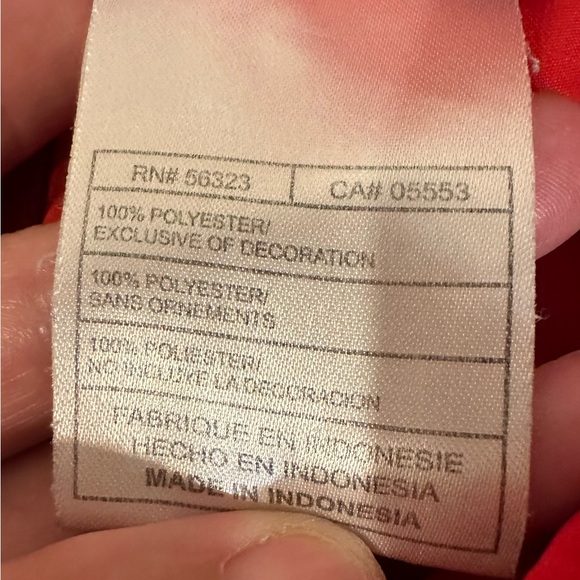 RN# 56323 CA# 05553
100% POLYESTER/
EXCLUSIVE OF DECORATION
100% POLYESTER/
SANS ORNEMENTS
100% POLIESTER/
NO INCLUYE LA DECORACION
FABRIQUE EN INDONESIE
HECHO EN INDONESIA
MADE IN INDONESIA